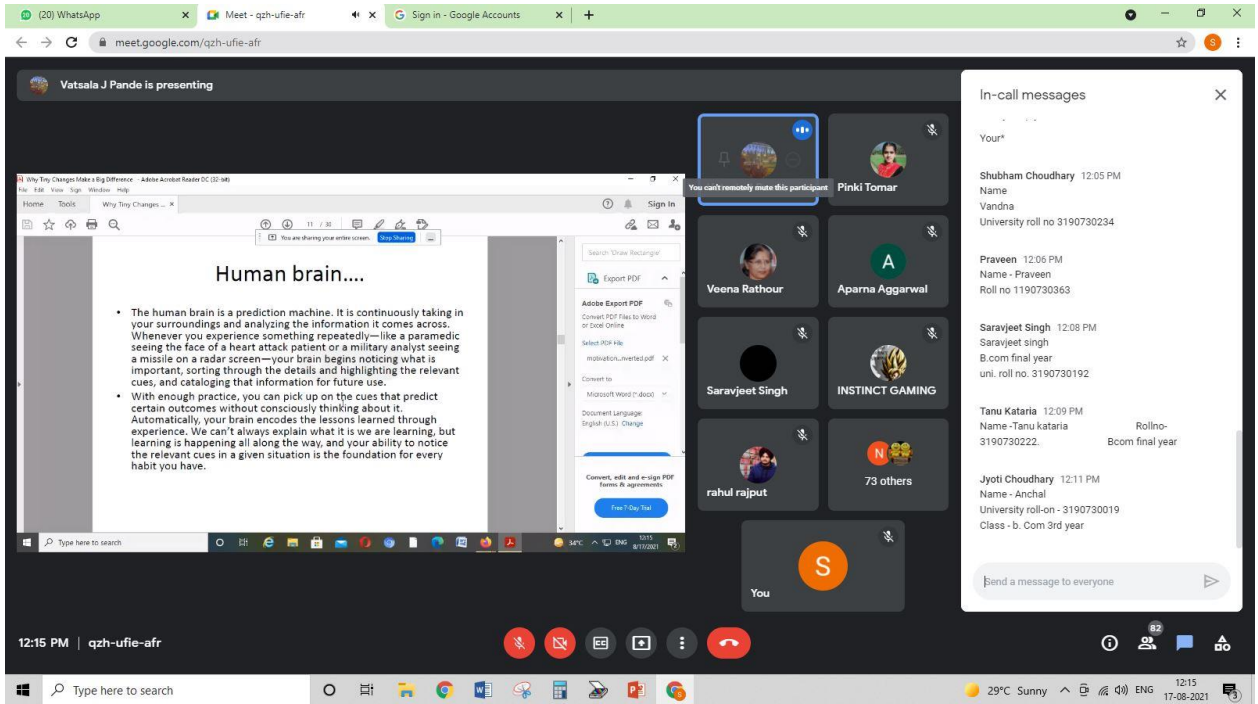 (20) WhatsApp
Meet - qzh-ufie-afr
Sign in - Google Accounts
meet.google.com/qzh-ufie-afr
Vatsala J Pande is presenting
Why Tiny Changes Make a Big Difference - Adobe Acrobat Reader DC (32-bit)
File Edit View Sign Window Help
Home Tools Why Tiny Changes ... Sign In
11 / 30
You are sharing your entire screen. Stop Sharing
Human brain....
• The human brain is a prediction machine. It is continuously taking in
your surroundings and analyzing the information it comes across.
Whenever you experience something repeatedly—like a paramedic
seeing the face of a heart attack patient or a military analyst seeing
a missile on a radar screen—your brain begins noticing what is
important, sorting through the details and highlighting the relevant
cues, and cataloging that information for future use.
• With enough practice, you can pick up on the cues that predict
certain outcomes without consciously thinking about it.
Automatically, your brain encodes the lessons learned through
experience. We can't always explain what it is we are learning, but
learning is happening all along the way, and your ability to notice
the relevant cues in a given situation is the foundation for every
habit you have.
Search 'Draw Rectangle'
Export PDF
Adobe Export PDF
Convert PDF Files to Word
or Excel Online
Select PDF File
motivation...nverted.pdf
Convert to
Microsoft Word (*.docx)
Document Language:
English (U.S.) Change
Convert, edit and e-sign PDF
forms & agreements
Free 7-Day Trial
Type here to search
34°C ENG 12:15
8/17/2021
You can't remotely mute this participant
Pinki Tomar
Veena Rathour
A
Aparna Aggarwal
Saravjeet Singh
INSTINCT GAMING
rahul rajput
N
73 others
S
You
In-call messages
Your*
Shubham Choudhary 12:05 PM
Name
Vandna
University roll no 3190730234
Praveen 12:06 PM
Name - Praveen
Roll no 1190730363
Saravjeet Singh 12:08 PM
Saravjeet singh
B.com final year
uni. roll no. 3190730192
Tanu Kataria 12:09 PM
Name -Tanu kataria Rollno-
3190730222. Bcom final year
Jyoti Choudhary 12:11 PM
Name - Anchal
University roll-on - 3190730019
Class - b. Com 3rd year
Send a message to everyone
12:15 PM | qzh-ufie-afr
82
Type here to search
29°C Sunny ENG 12:15
17-08-2021